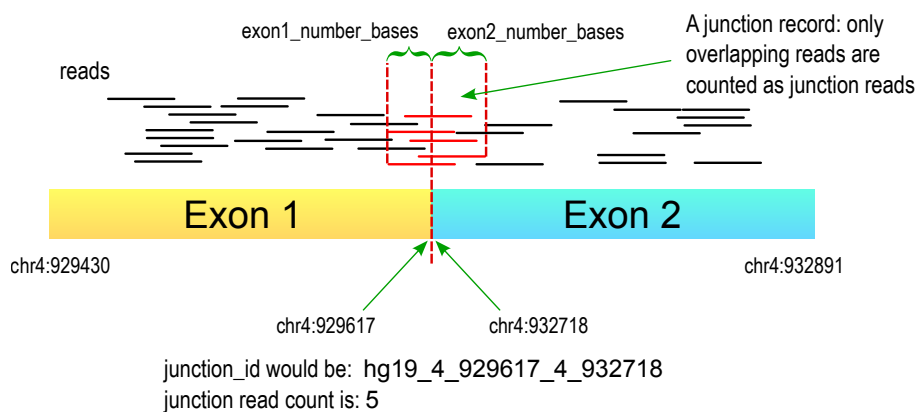 exon1_number_bases
exon2_number_bases
A junction record: only
overlapping reads are
counted as junction reads
reads
Exon 1
Exon 2
chr4:929430
chr4:932891
chr4:929617
chr4:932718
junction_id would be: hg19_4_929617_4_932718
junction read count is: 5